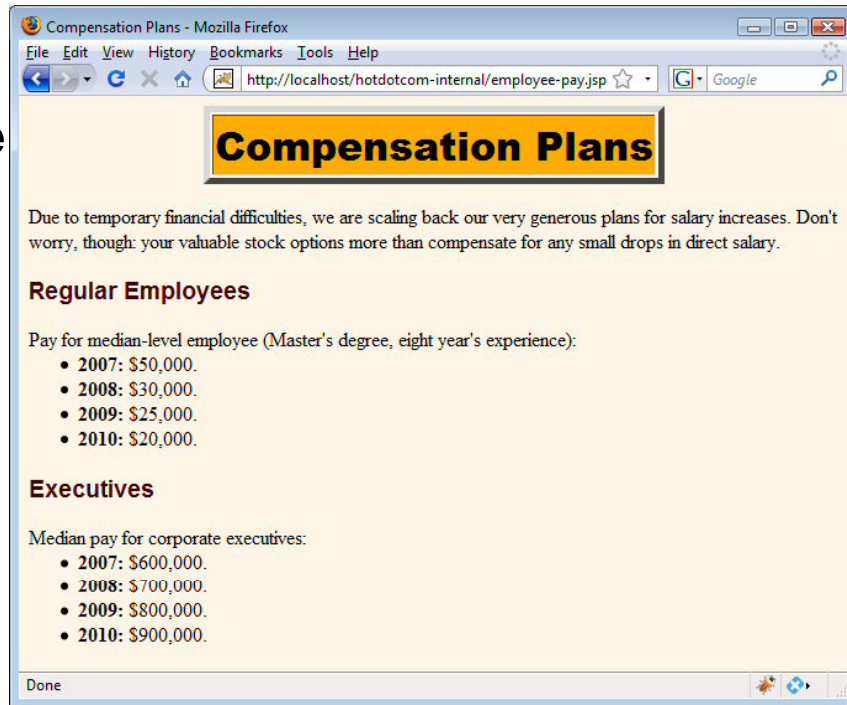 Compensation Plans - Mozilla Firefox
File Edit View History Bookmarks Tools Help
http://localhost/hotdotcom-internal/employee-pay.jsp
G
Google
e
Compensation Plans
Due to temporary financial difficulties, we are scaling back our very generous plans for salary increases. Don't
worry, though: your valuable stock options more than compensate for any small drops in direct salary.
Regular Employees
Pay for median-level employee (Master's degree, eight year's experience):
• 2007: $50,000.
• 2008: $30,000.
• 2009: $25,000.
• 2010: $20,000.
Executives
Median pay for corporate executives:
• 2007: $600,000.
• 2008: $700,000.
• 2009: $800,000.
• 2010: $900,000.
Done